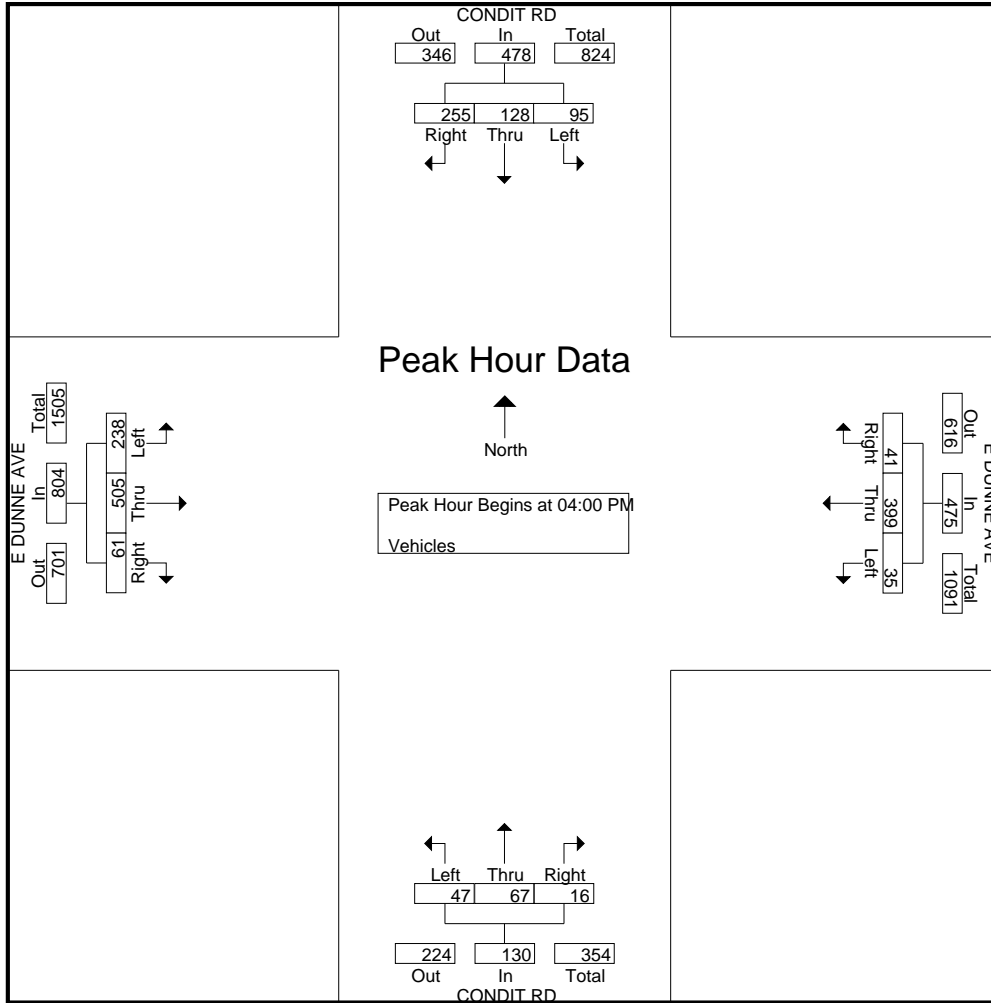 CONDIT RD
Out In Total
346 478 824
255 128 95
Right Thru Left
Peak Hour Data
North
Peak Hour Begins at 04:00 PM
Vehicles
E DUNNE AVE
Out In Total
701 804 1505
61 505 238
Right Thru Left
E DUNNE AVE
Out In Total
616 475 1091
41 399 35
Right Thru Left
Left Thru Right
47 67 16
224 130 354
Out In Total
CONDIT RD